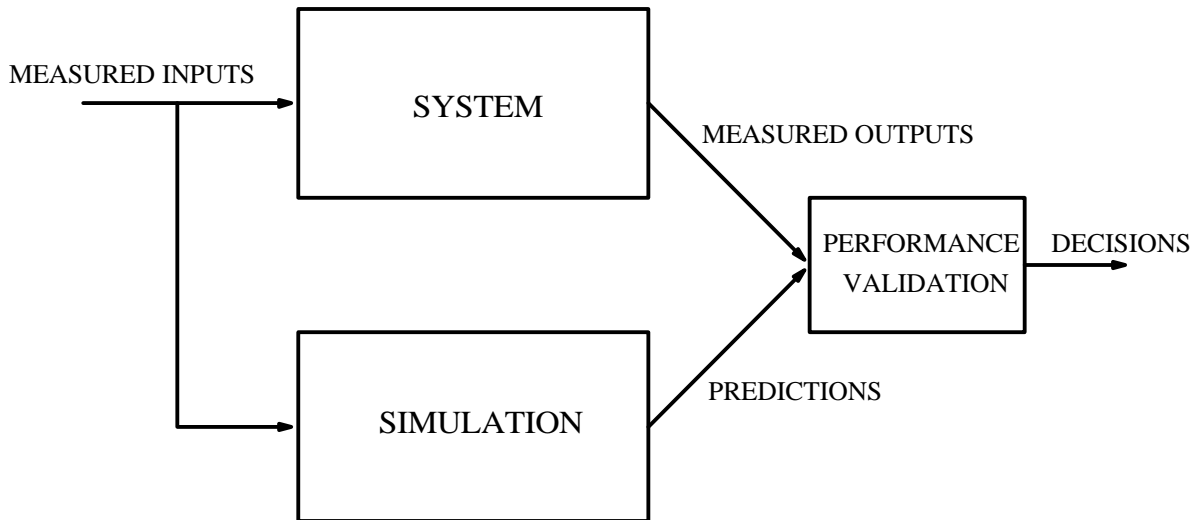 MEASURED INPUTS
SYSTEM
MEASURED OUTPUTS
PERFORMANCE
VALIDATION
DECISIONS
PREDICTIONS
SIMULATION